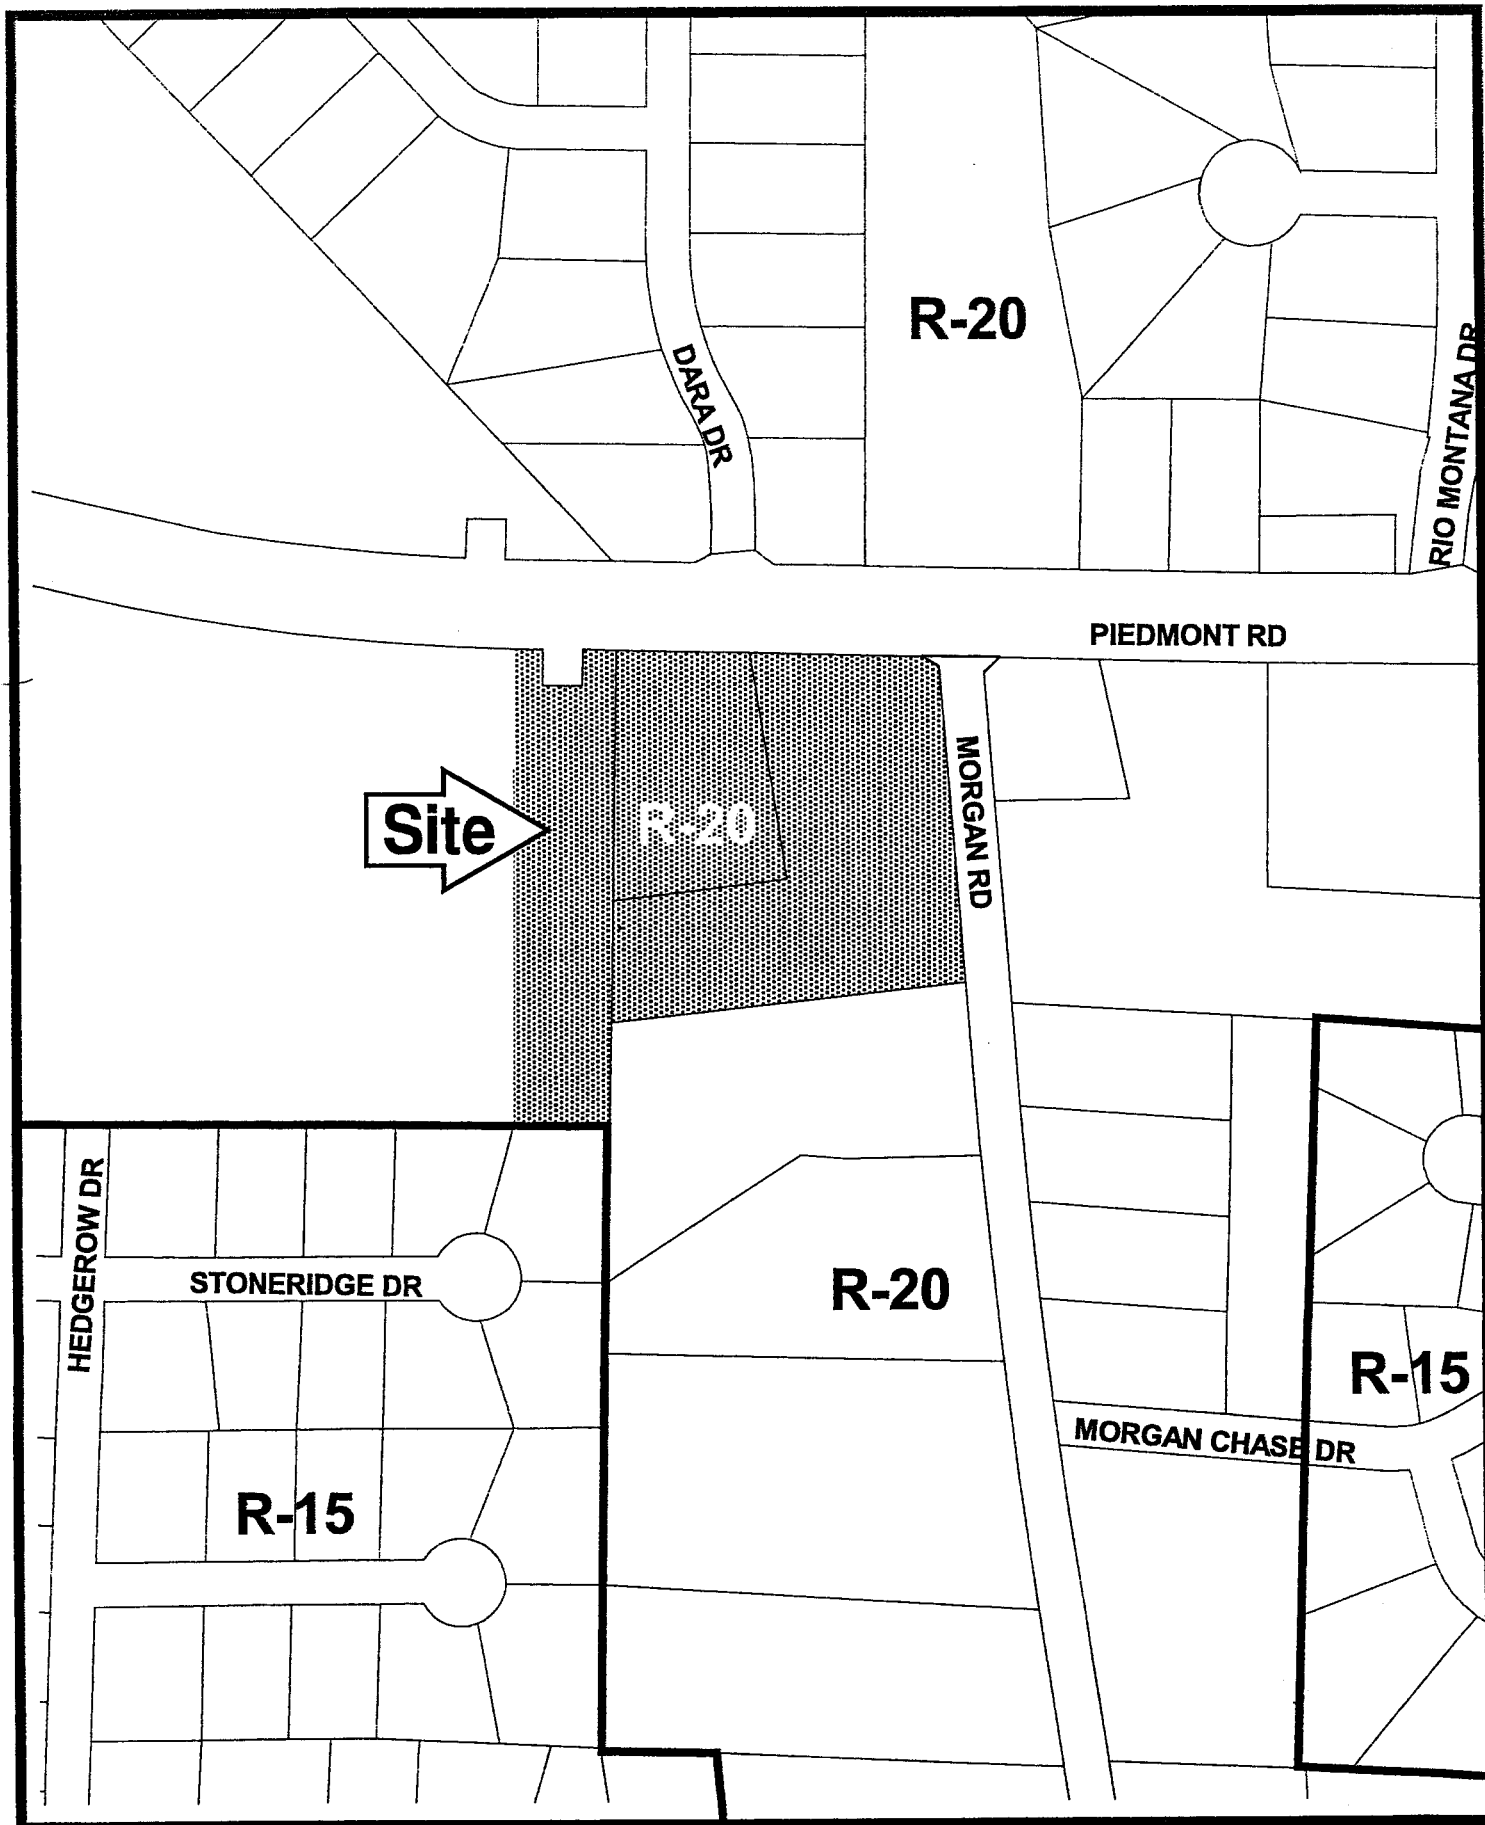 R-20
DARA DR
RIO MONTANA DR
PIEDMONT RD
MORGAN RD
Site
R-20
HEDGEROW DR
STONERIDGE DR
R-20
R-15
MORGAN CHASE DR
R-15